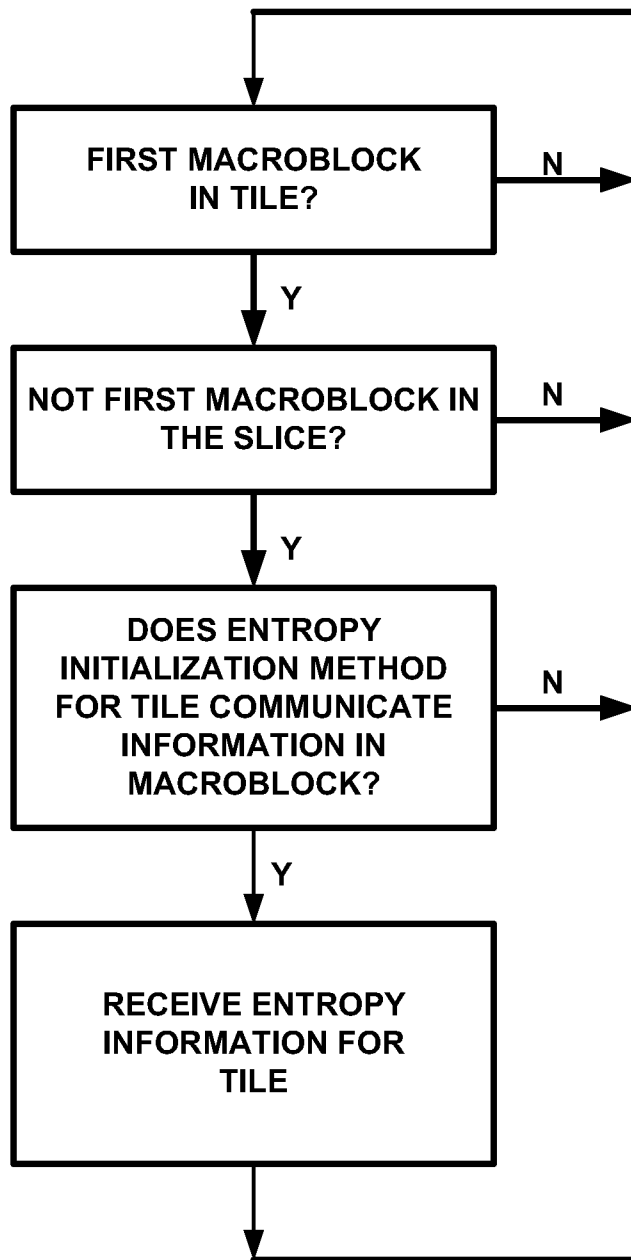 FIRST MACROBLOCK
IN TILE?
N
Y
NOT FIRST MACROBLOCK IN
THE SLICE?
N
Y
DOES ENTROPY
INITIALIZATION METHOD
FOR TILE COMMUNICATE
INFORMATION IN
MACROBLOCK?
N
Y
RECEIVE ENTROPY
INFORMATION FOR
TILE